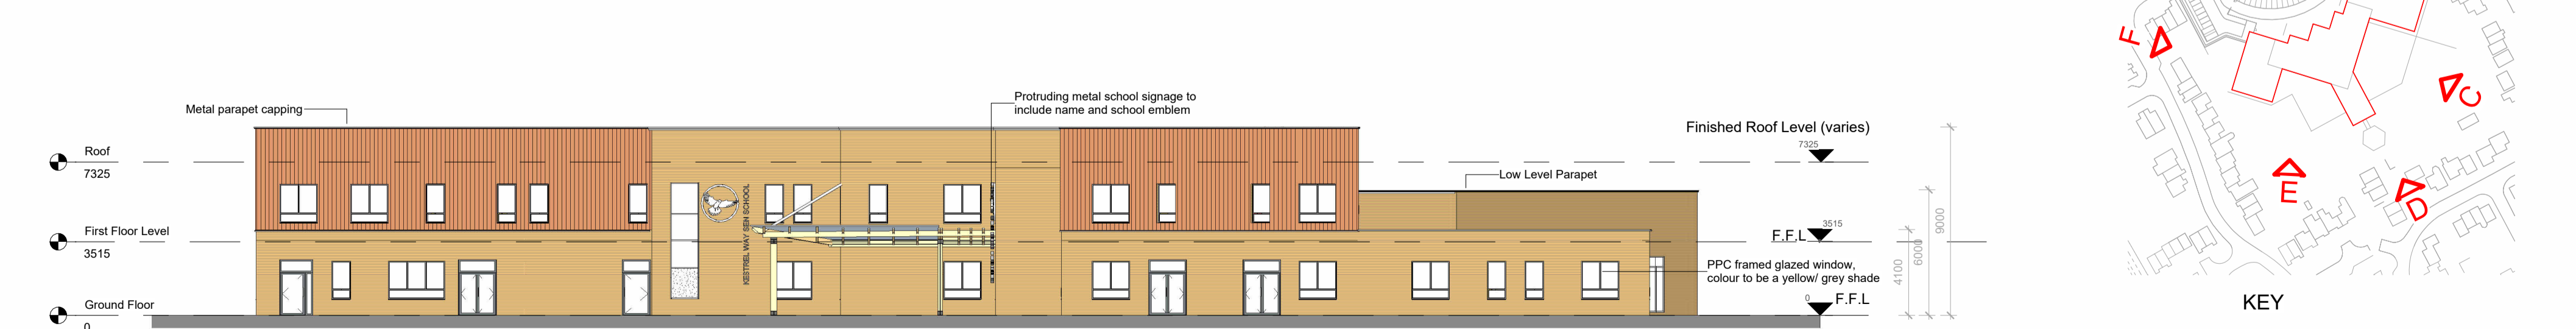 Metal parapet capping
Protruding metal school signage to
include name and school emblem
Roof
7325
First Floor Level
3515
Ground Floor
0
KESTREL WAY SEN SCHOOL
Finished Roof Level (varies)
7325
Low Level Parapet
3515
F.F.L
PPC framed glazed window,
colour to be a yellow/ grey shade
0
F.F.L
4100
6000
9000
F
C
E
D
KEY